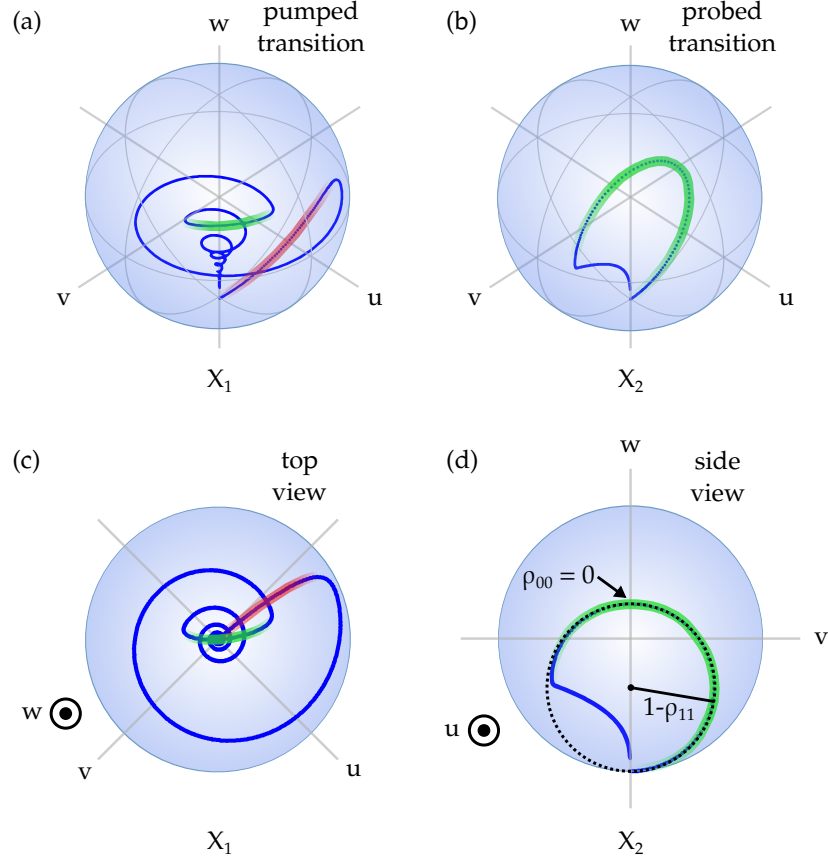 (a)
pumped
transition
w
v
u
X₁
(b)
probed
transition
w
v
u
X₂
(c)
top
view
w
v
u
X₁
(d)
side
view
w
ρ₀₀ = 0
v
1-ρ₁₁
u
X₂